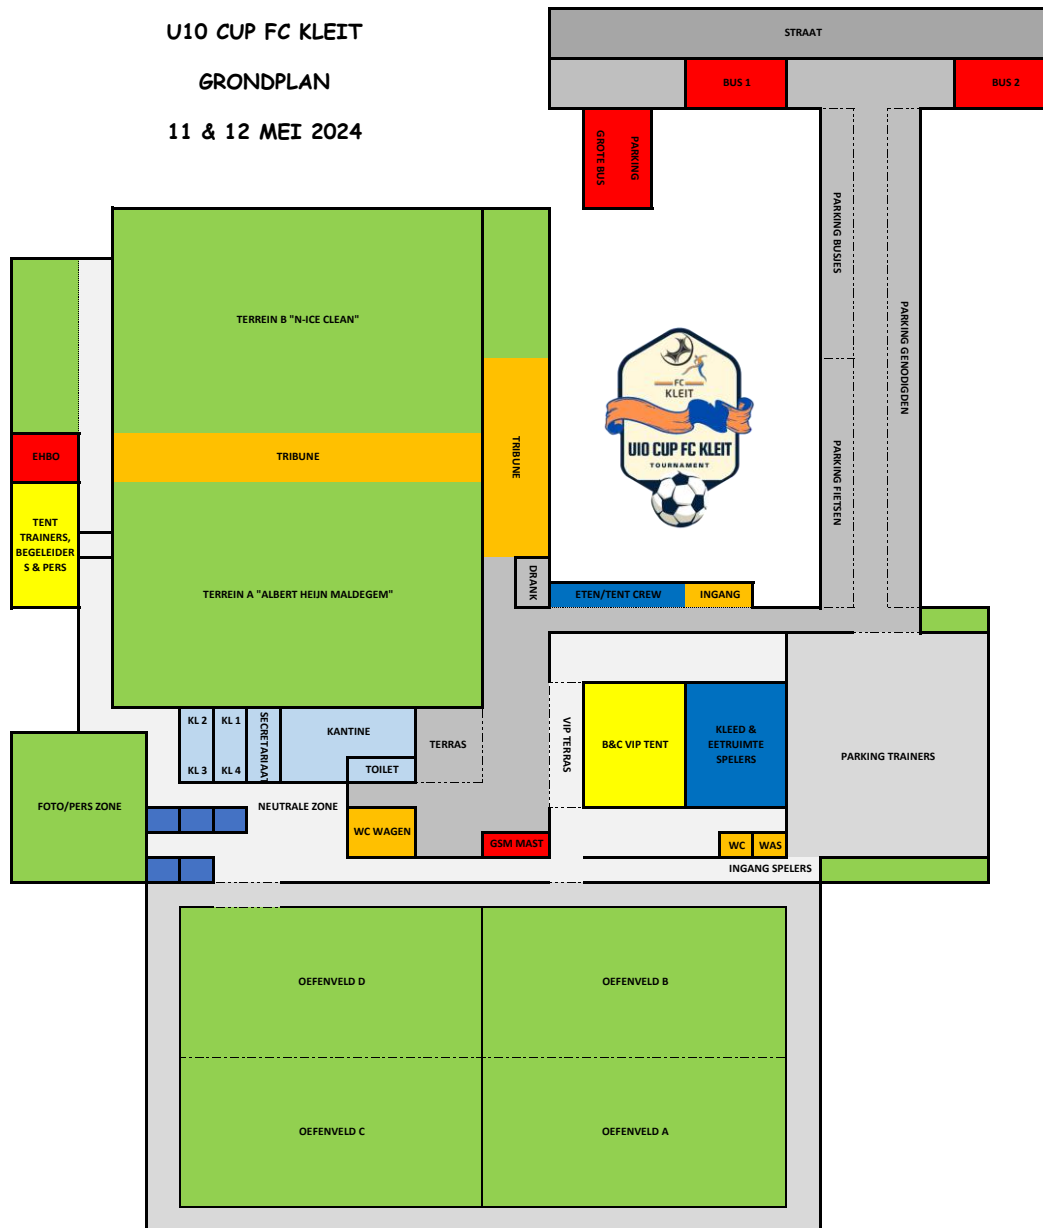 U10 CUP FC KLEIT
GRONDPLAN
11 & 12 MEI 2024
STRAAT
BUS 1
BUS 2
PARKING
GROTE BUS
PARKING BUSJES
PARKING GENODIGDEN
PARKING FIETSEN
TERREIN B "N-ICE CLEAN"
FC
KLEIT
U10 CUP FC KLEIT
TOURNAMENT
EHBO
TRIBUNE
TRIBUNE
TENT
TRAINERS,
BEGELEIDER
S & PERS
TERREIN A "ALBERT HEIJN MALDEGEM"
DRANK
ETEN/TENT CREW
INGANG
KL 2
KL 1
SECRETARIAAT
KANTINE
TERRAS
VIP TERRAS
B&C VIP TENT
KLEED &
EETRUIMTE
SPELERS
PARKING TRAINERS
KL 3
KL 4
TOILET
FOTO/PERS ZONE
NEUTRALE ZONE
WC WAGEN
GSM MAST
WC
WAS
INGANG SPELERS
OEFENVELD D
OEFENVELD B
OEFENVELD C
OEFENVELD A